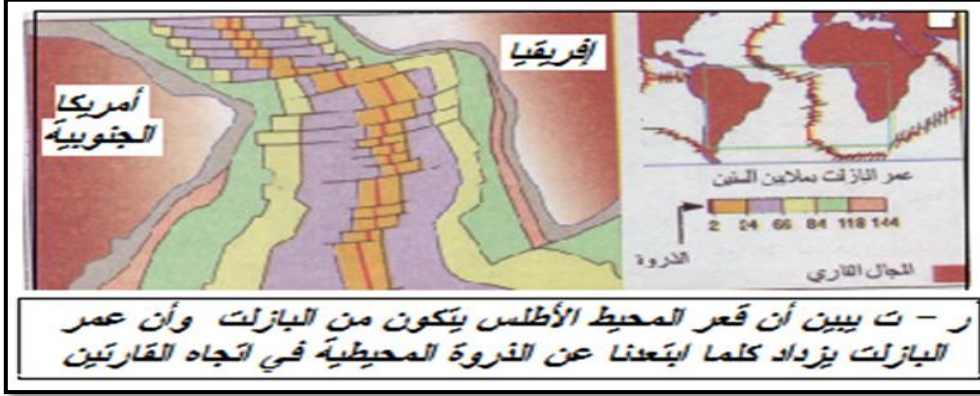 إفريقيا
أمريكا
الجنوبية
عمر البازلت بملايين السنين
2 24 66 84 118 144
الذروة
المجال القاري
ر - ت يبين أن قعر المحيط الأطلس يتكون من البازلت وأن عمر
البازلت يزداد كلما ابتعدنا عن الذروة المحيطية في اتجاه القارتين